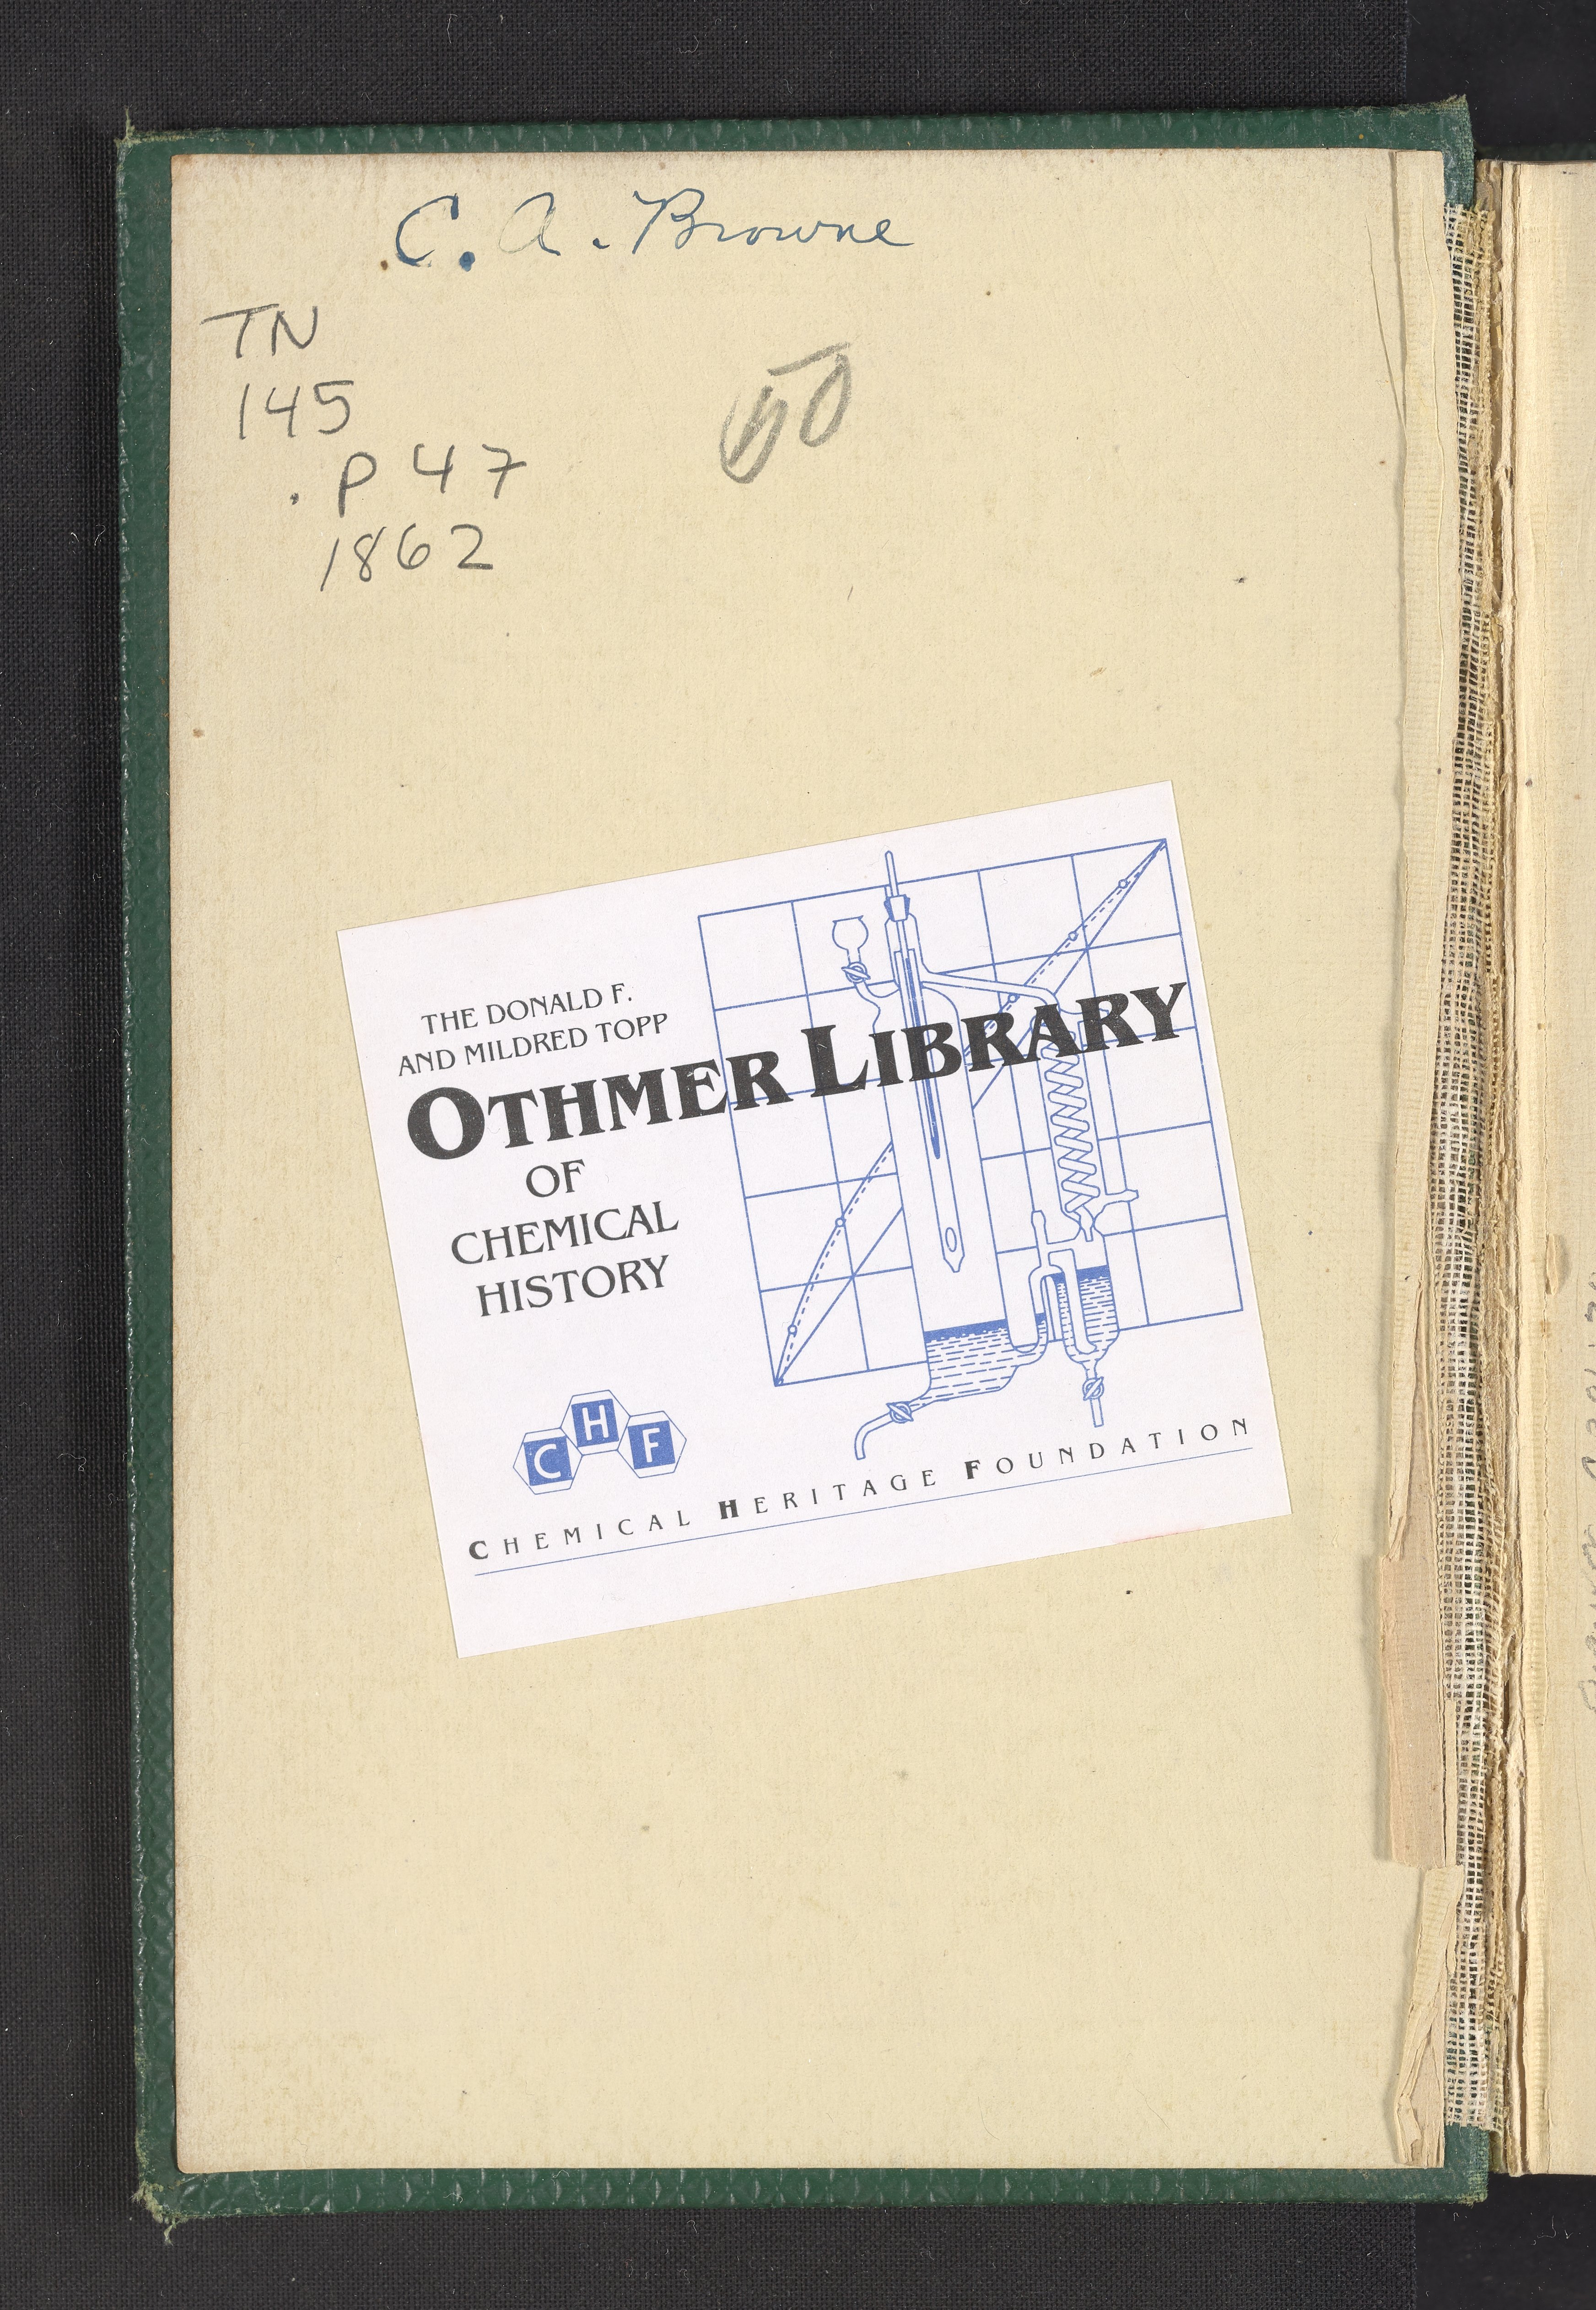 C. A. Browne
TN
145
.P47
1862
50
THE DONALD F.
AND MILDRED TOPP
OTHMER LIBRARY
OF
CHEMICAL
HISTORY
CHF
CHEMICAL HERITAGE FOUNDATION